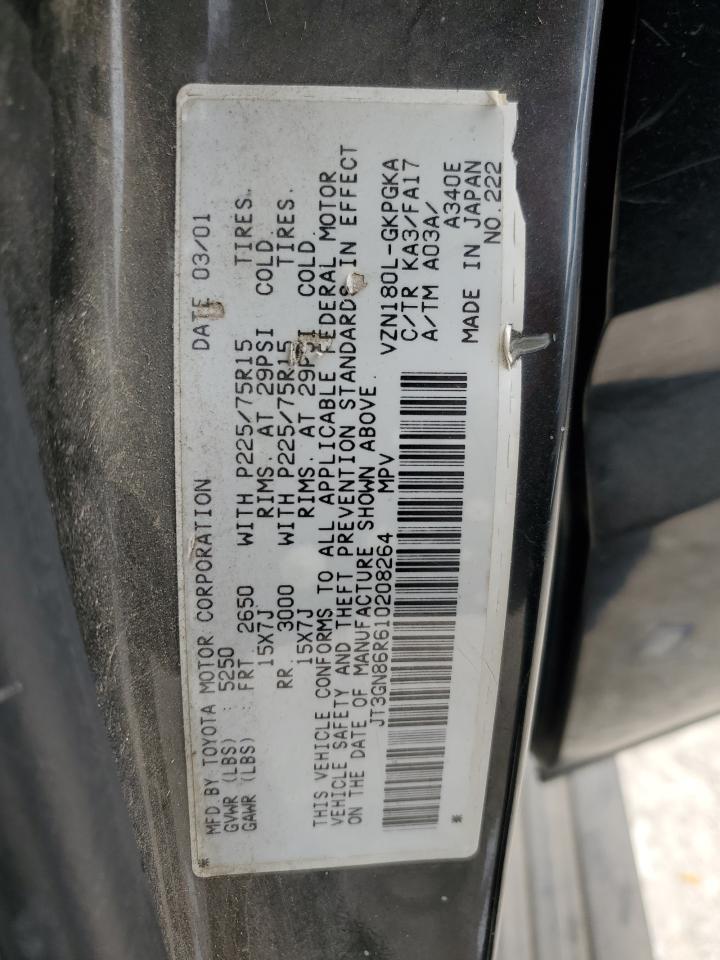 MFD. BY TOYOTA MOTOR CORPORATION DATE 03/01
GVWR (LBS) 5250
GAWR (LBS) FRT 2650 WITH P225/75R15 TIRES.
15X7J RIMS. AT 29PSI COLD
RR. 3000 WITH P225/75R15 TIRES.
15X7J RIMS. AT 29PSI COLD.
THIS VEHICLE CONFORMS TO ALL APPLICABLE FEDERAL MOTOR
VEHICLE SAFETY AND THEFT PREVENTION STANDARDS IN EFFECT
ON THE DATE OF MANUFACTURE SHOWN ABOVE.
JT3GN86R610208264 MPV VZN180L-GKPGKA
C/TR KA3/FA17
A/TM A03A/
A340E
* * MADE IN JAPAN
NO.222